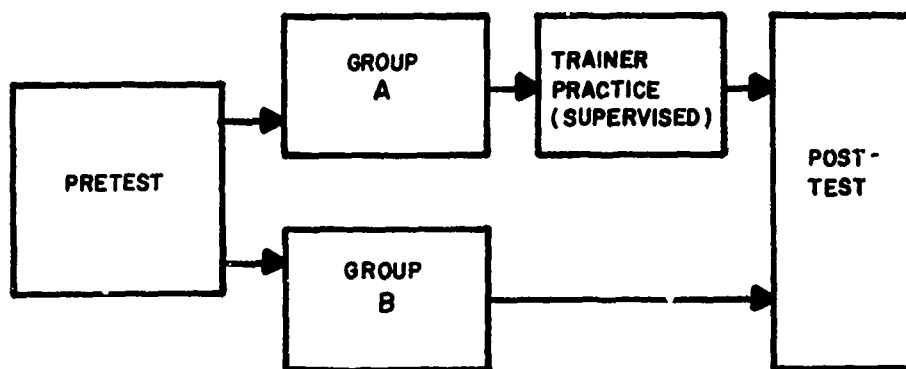 PRETEST
GROUP
A
TRAINER
PRACTICE
(SUPERVISED)
GROUP
B
POST-
TEST